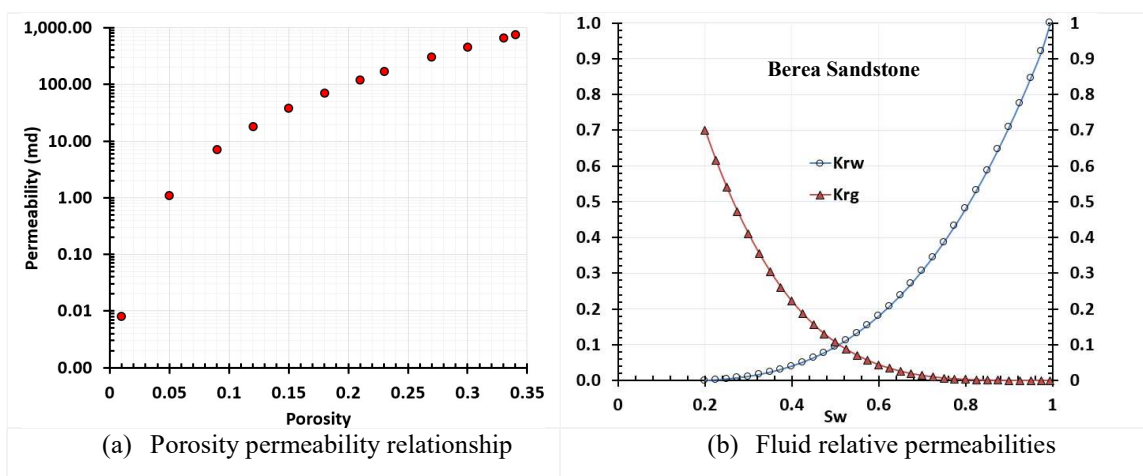 1,000.00
100.00
10.00
1.00
0.10
0.01
0.00
Permeability (md)
0 0.05 0.1 0.15 0.2 0.25 0.3 0.35
Porosity
(a) Porosity permeability relationship
1.0
0.9
0.8
0.7
0.6
0.5
0.4
0.3
0.2
0.1
0.0
Berea Sandstone
Krw
Krg
1
0.9
0.8
0.7
0.6
0.5
0.4
0.3
0.2
0.1
0
0 0.2 0.4 0.6 0.8 1
Sw
(b) Fluid relative permeabilities